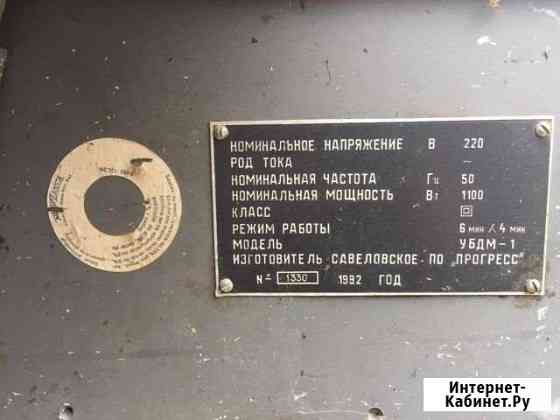 НОМИНАЛЬНОЕ НАПРЯЖЕНИЕ В 220
РОД ТОКА ~
НОМИНАЛЬНАЯ ЧАСТОТА Гц 50
НОМИНАЛЬНАЯ МОЩНОСТЬ Вт 1100
КЛАСС
РЕЖИМ РАБОТЫ 6 мин / 4 мин
МОДЕЛЬ УБДМ-1
ИЗГОТОВИТЕЛЬ САВЕЛОВСКОЕ ПО "ПРОГРЕСС"
№ 1330 1992 ГОД
Интернет-
Кабинет.Ру